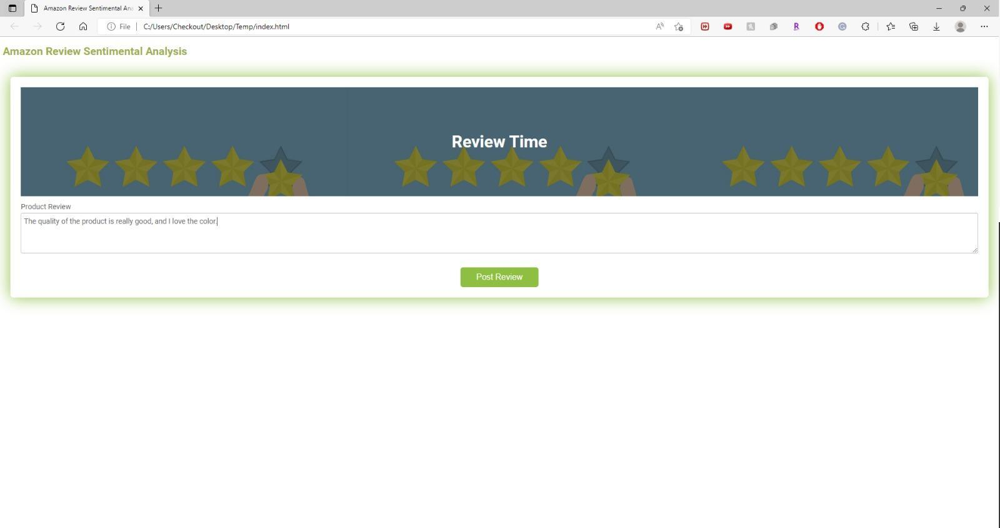 Amazon Review Sentimental Ana
File
C:/Users/Checkout/Desktop/Temp/index.html
Amazon Review Sentimental Analysis
Review Time
Product Review
The quality of the product is really good, and I love the color.
Post Review